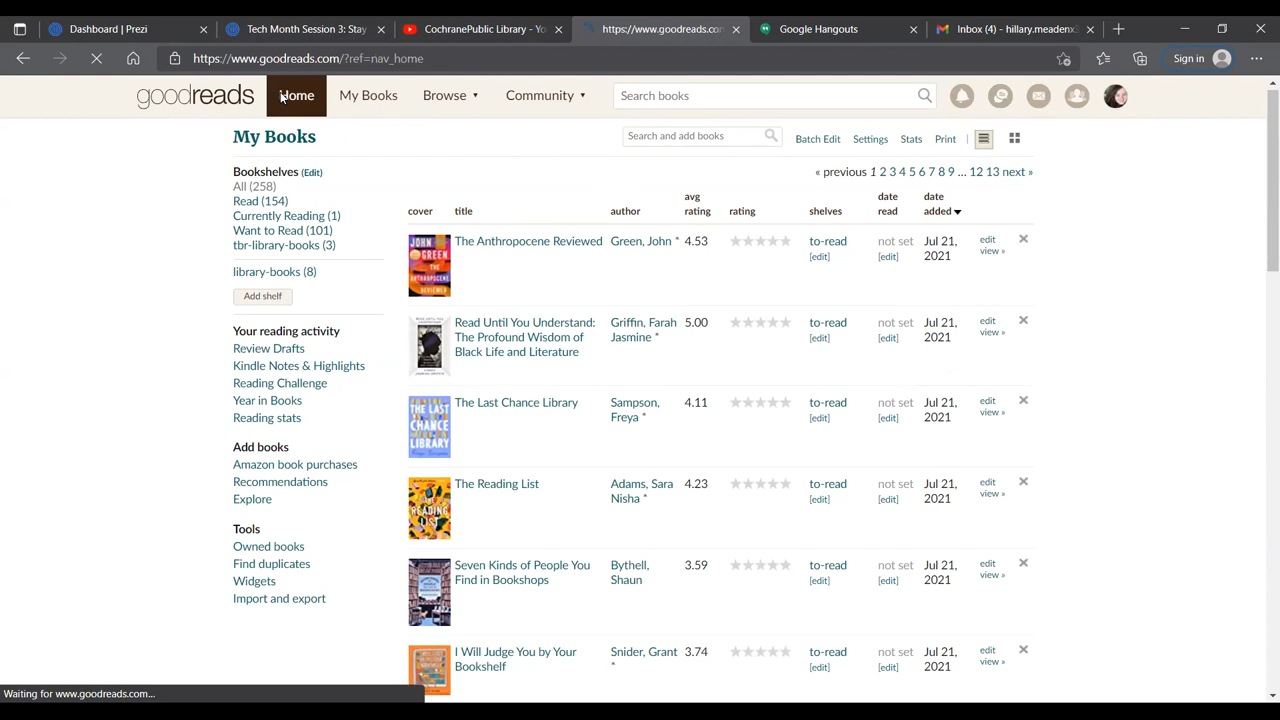 Dashboard | Prezi
Tech Month Session 3: Stay
CochranePublic Library - Yo
https://www.goodreads.com
Google Hangouts
Inbox (4) - hillary.meadenx
https://www.goodreads.com/?ref=nav_home
Sign in
goodreads
Home
My Books
Browse
Community
Search books
My Books
Search and add books
Batch Edit
Settings
Stats
Print
Bookshelves (Edit)
All (258)
Read (154)
Currently Reading (1)
Want to Read (101)
tbr-library-books (3)
library-books (8)
Add shelf
Your reading activity
Review Drafts
Kindle Notes & Highlights
Reading Challenge
Year in Books
Reading stats
Add books
Amazon book purchases
Recommendations
Explore
Tools
Owned books
Find duplicates
Widgets
Import and export
« previous 1 2 3 4 5 6 7 8 9 … 12 13 next »
cover
title
author
avg
rating
rating
shelves
date
read
date
added
JOHN
GREEN
THE
ANTHROPOCENE
REVIEWED
The Anthropocene Reviewed
Green, John *
4.53
to-read
[edit]
not set
[edit]
Jul 21,
2021
edit
view »
Read Until You Understand:
The Profound Wisdom of
Black Life and Literature
Griffin, Farah
Jasmine *
5.00
to-read
[edit]
not set
[edit]
Jul 21,
2021
edit
view »
THE LAST
CHANCE
LIBRARY
The Last Chance Library
Sampson,
Freya *
4.11
to-read
[edit]
not set
[edit]
Jul 21,
2021
edit
view »
THE
READING
LIST
The Reading List
Adams, Sara
Nisha *
4.23
to-read
[edit]
not set
[edit]
Jul 21,
2021
edit
view »
Seven Kinds of People You
Find in Bookshops
Bythell,
Shaun
3.59
to-read
[edit]
not set
[edit]
Jul 21,
2021
edit
view »
I Will Judge You by Your
Bookshelf
Snider, Grant
*
3.74
to-read
[edit]
not set
[edit]
Jul 21,
2021
edit
view »
Waiting for www.goodreads.com...